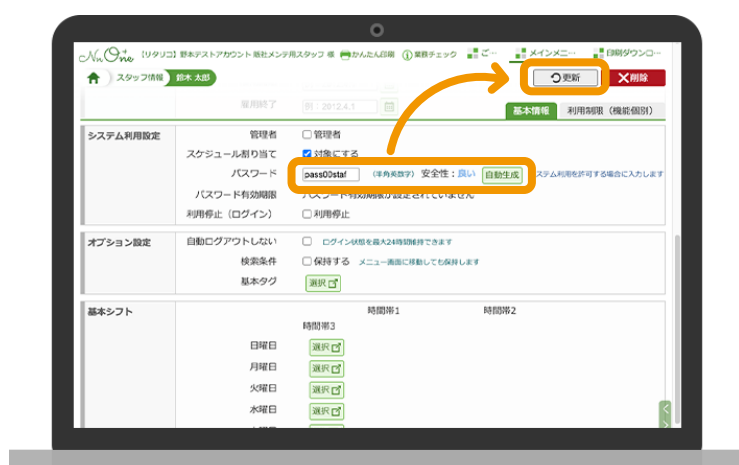 NnOne 【リタリコ】野本テストアカウント 販社メンテ用スタッフ 様 かんたん印刷 業務チェック ご… メインメニ… 印刷ダウンロ…
スタッフ情報 鈴木 太郎 更新 削除
雇用終了 例：2012.4.1
基本情報 利用制限（機能個別）
システム利用設定 管理者 管理者
スケジュール割り当て 対象にする
パスワード pass00staf （半角英数字） 安全性：良い 自動生成 ステム利用を許可する場合に入力します
パスワード有効期限 パスワード有効期限が設定されていません
利用停止（ログイン） 利用停止
オプション設定 自動ログアウトしない ログイン状態を最大24時間維持できます
検索条件 保持する メニュー画面に移動しても保持します
基本タグ 選択
基本シフト 時間帯1 時間帯2
時間帯3
日曜日 選択
月曜日 選択
火曜日 選択
水曜日 選択